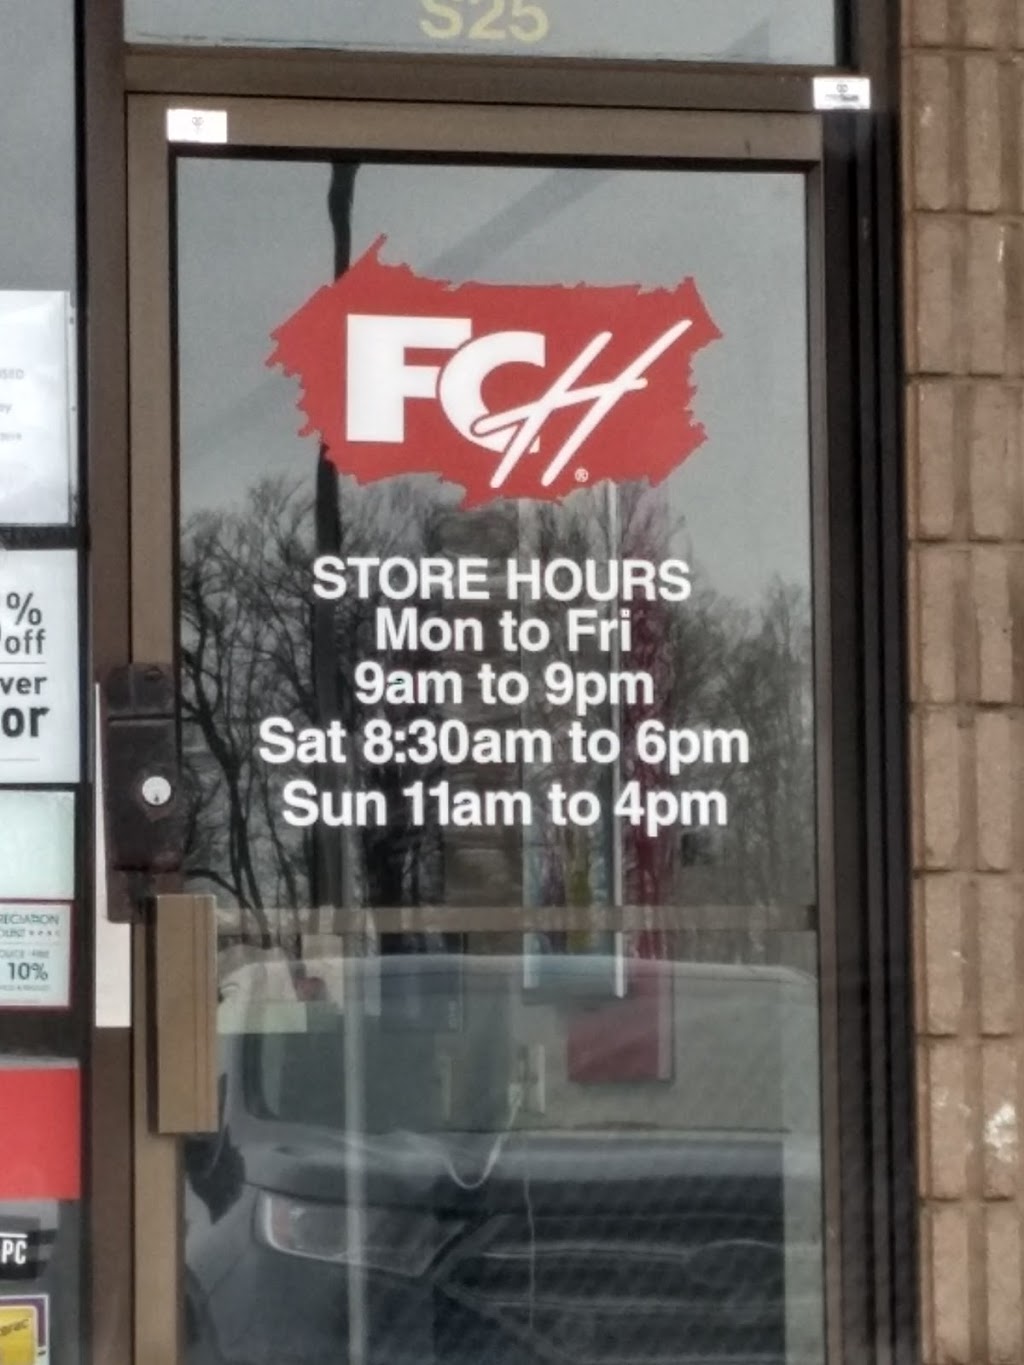 S25
FCH
®
STORE HOURS
Mon to Fri
9am to 9pm
Sat 8:30am to 6pm
Sun 11am to 4pm
%
off
ver
or
10%
PC